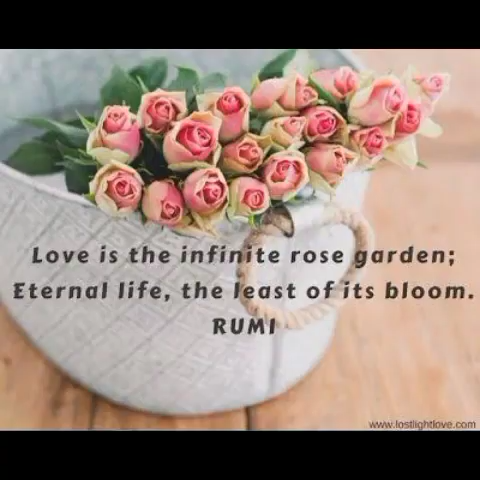 Love is the infinite rose garden;
Eternal life, the least of its bloom.
RUMI
www.lostlightlove.com